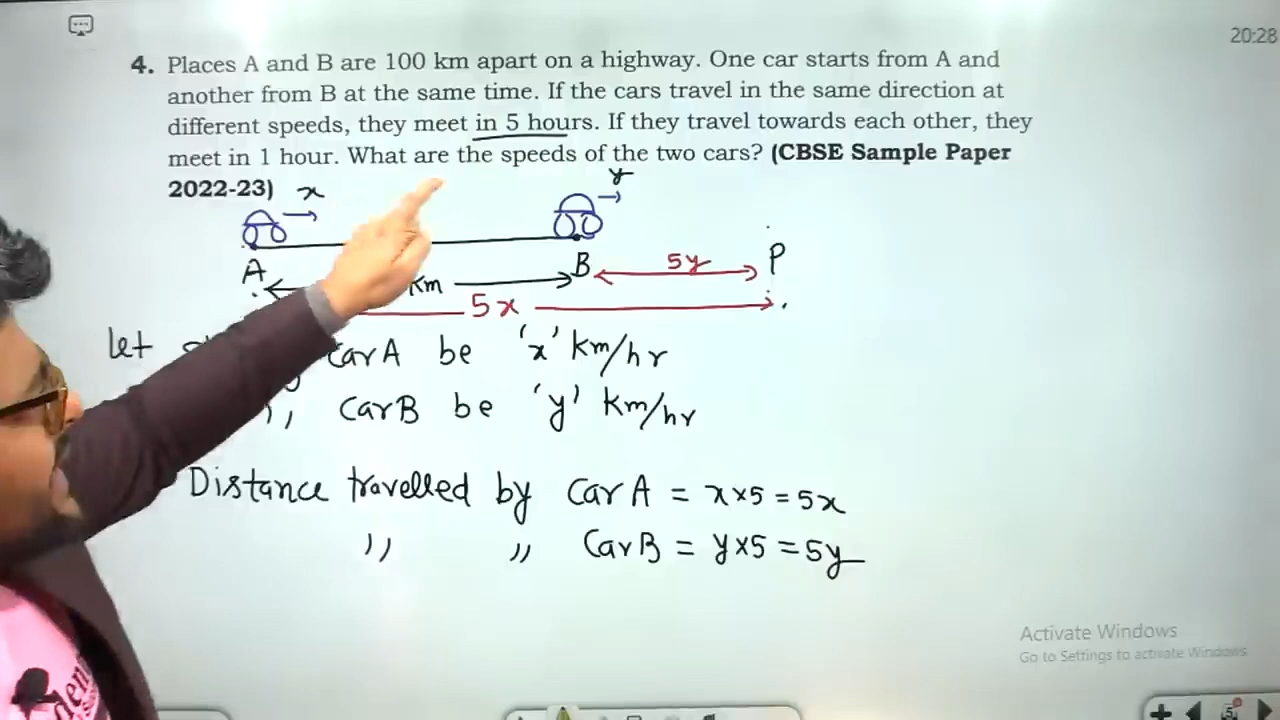 20:28
4. Places A and B are 100 km apart on a highway. One car starts from A and
another from B at the same time. If the cars travel in the same direction at
different speeds, they meet in 5 hours. If they travel towards each other, they
meet in 1 hour. What are the speeds of the two cars? (CBSE Sample Paper
2022-23)
x y
A B 5y P
km
5x
let car A be 'x' km/hr
,, car B be 'y' km/hr
Distance travelled by car A = x×5 = 5x
,, ,, Car B = y×5 = 5y
Activate Windows
Go to Settings to activate Windows.
5